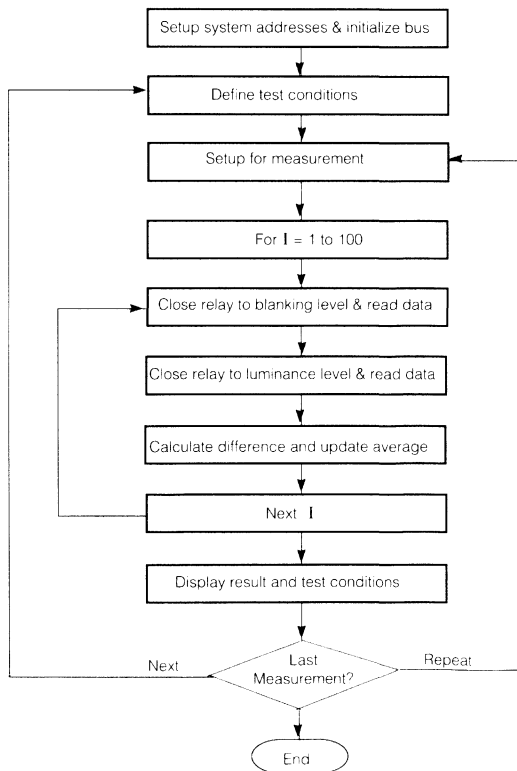 Setup system addresses & initialize bus
Define test conditions
Setup for measurement
For I = 1 to 100
Close relay to blanking level & read data
Close relay to luminance level & read data
Calculate difference and update average
Next I
Display result and test conditions
Next
Last
Measurement?
Repeat
End